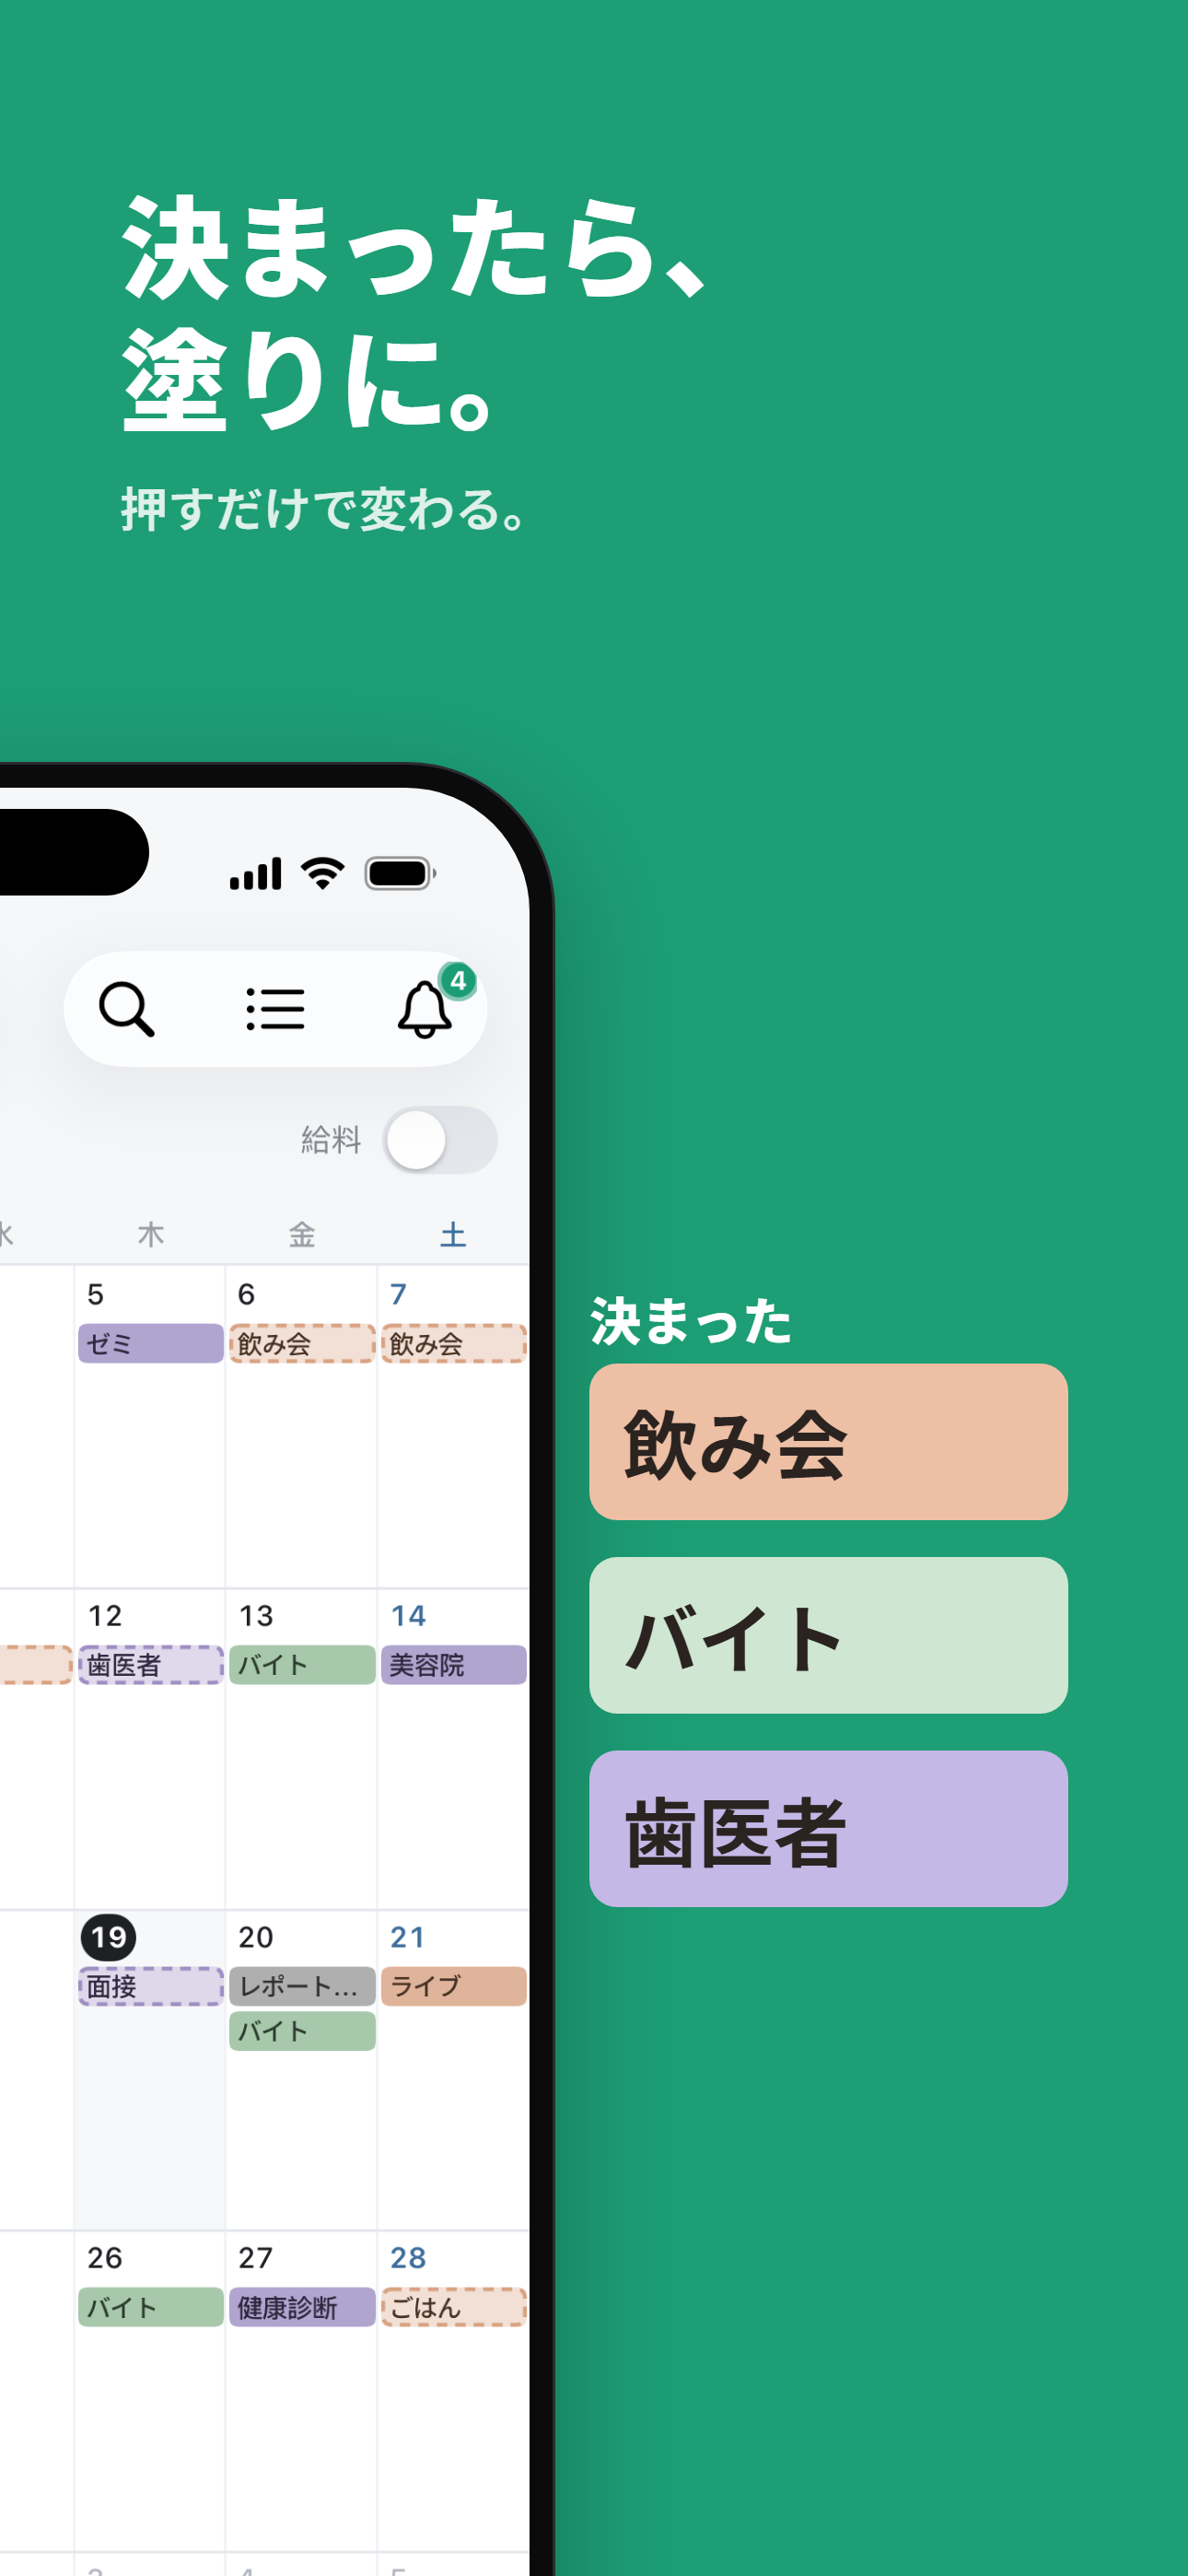 決まったら、
塗りに。
押すだけで変わる。
4
給料
水 木 金 土
5 6 7
ゼミ 飲み会 飲み会
決まった
飲み会
バイト
歯医者
12 13 14
歯医者 バイト 美容院
19 20 21
面接 レポート... ライブ
バイト
26 27 28
バイト 健康診断 ごはん